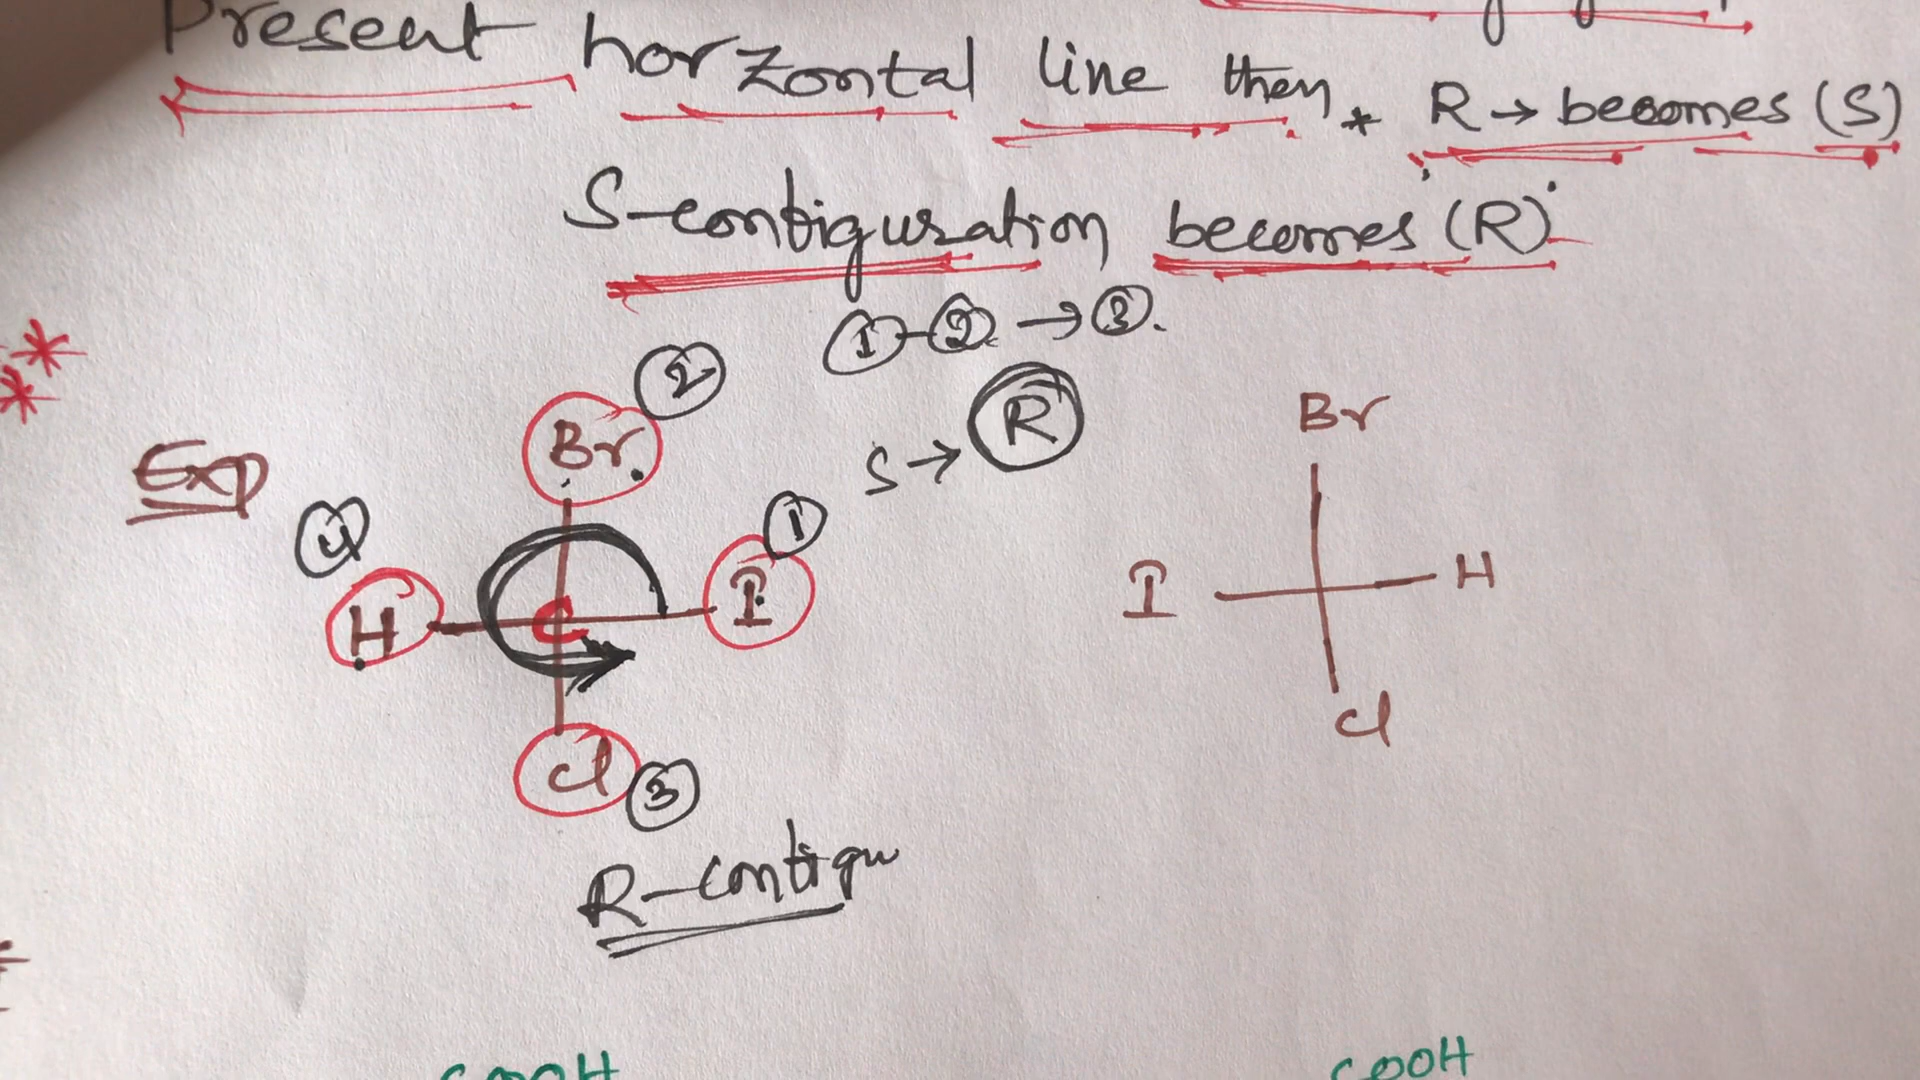 Present horzontal line then * R → becomes (S)
S-configuration becomes (R)
① - ② → ③.
Exp
② Br
S → R
④ H C I ①
Cl ③
R-configu
Br
I H
Cl
COOH COOH